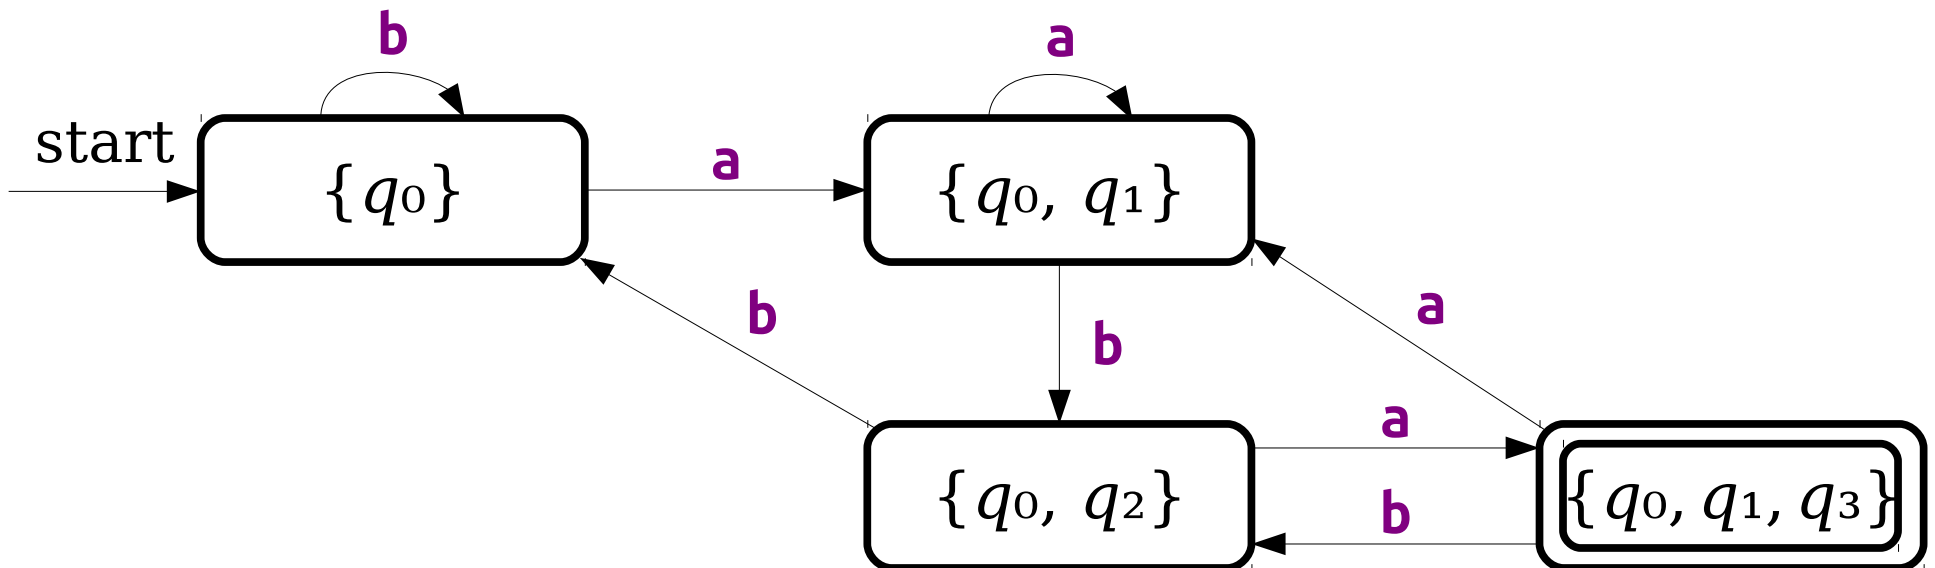 b
a
start
a
{q₀}
{q₀, q₁}
b
a
b
a
{q₀, q₂}
{q₀, q₁, q₃}
b